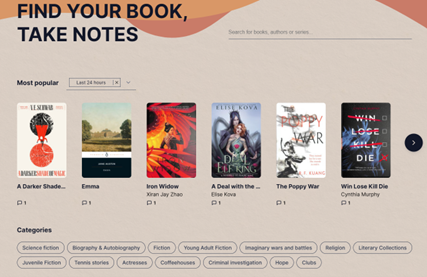 FIND YOUR BOOK,
TAKE NOTES
Search for books, authors or series.
Most popular
Last 24 hours
V.E. SCHWAB
A DARKER SHADE OF MAGIC
IRON WIDOW
ELISE KOVA
A DEAL WITH THE ELF KING
THE POPPY WAR
R. F. KUANG
WIN
LOSE
KILL
DIE
A Darker Shade...
Emma
Iron Widow
A Deal with the ...
The Poppy War
Win Lose Kill Die
Xiran Jay Zhao
Elise Kova
Cynthia Murphy
1
1
1
1
1
1
Categories
Science fiction
Biography & Autobiography
Fiction
Young Adult Fiction
Imaginary wars and battles
Religion
Literary Collections
Juvenile Fiction
Tennis stories
Actresses
Coffeehouses
Criminal investigation
Hope
Clubs